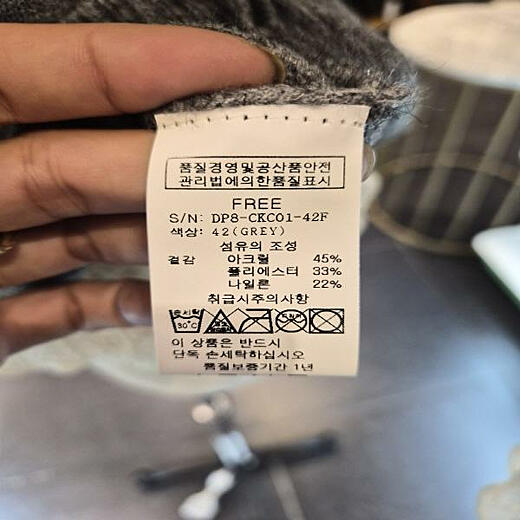 품질경영및공산품안전
관리법에의한품질표시
FREE
S/N: DP8-CKC01-42F
색상: 42(GREY)
섬유의 조성
겉감 아크릴 45%
폴리에스터 33%
나일론 22%
취급시주의사항
30°C
이 상품은 반드시
단독 손세탁하십시오
품질보증기간 1년